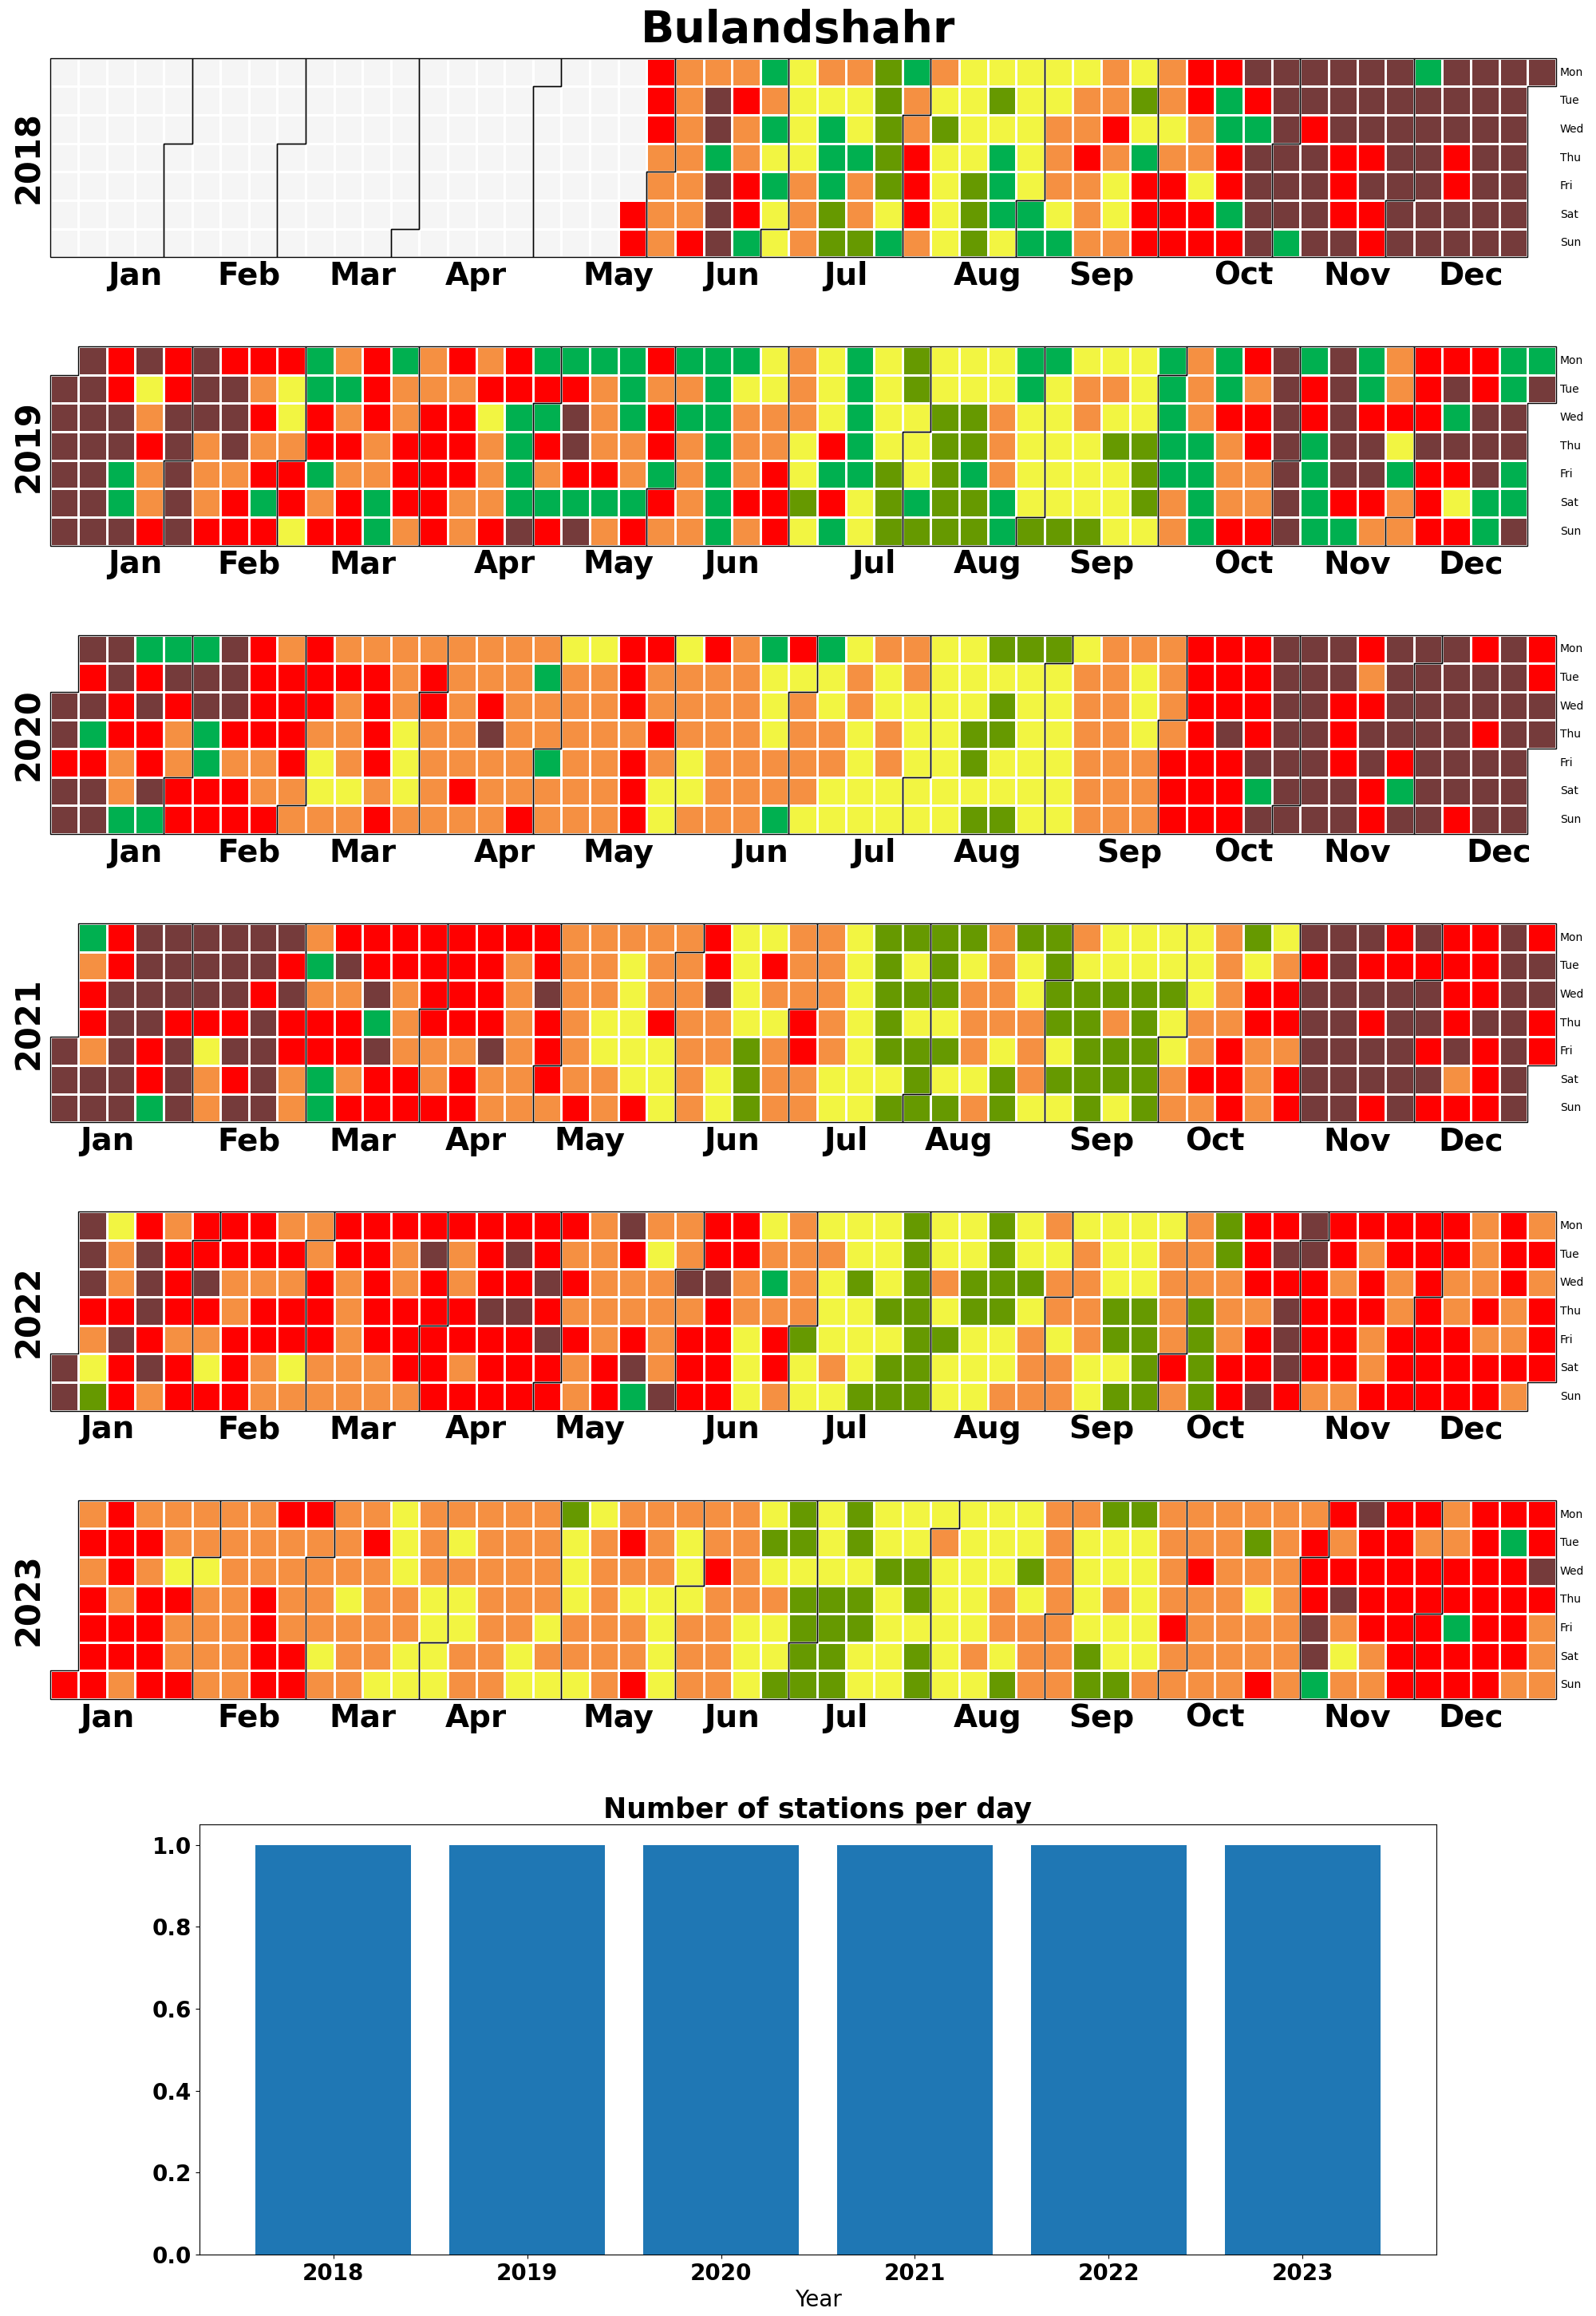 Bulandshahr
2018
Mon
Tue
Wed
Thu
Fri
Sat
Sun
Jan Feb Mar Apr May Jun Jul Aug Sep Oct Nov Dec
2019
Mon
Tue
Wed
Thu
Fri
Sat
Sun
Jan Feb Mar Apr May Jun Jul Aug Sep Oct Nov Dec
2020
Mon
Tue
Wed
Thu
Fri
Sat
Sun
Jan Feb Mar Apr May Jun Jul Aug Sep Oct Nov Dec
2021
Mon
Tue
Wed
Thu
Fri
Sat
Sun
Jan Feb Mar Apr May Jun Jul Aug Sep Oct Nov Dec
2022
Mon
Tue
Wed
Thu
Fri
Sat
Sun
Jan Feb Mar Apr May Jun Jul Aug Sep Oct Nov Dec
2023
Mon
Tue
Wed
Thu
Fri
Sat
Sun
Jan Feb Mar Apr May Jun Jul Aug Sep Oct Nov Dec
Number of stations per day
1.0
0.8
0.6
0.4
0.2
0.0
2018 2019 2020 2021 2022 2023
Year